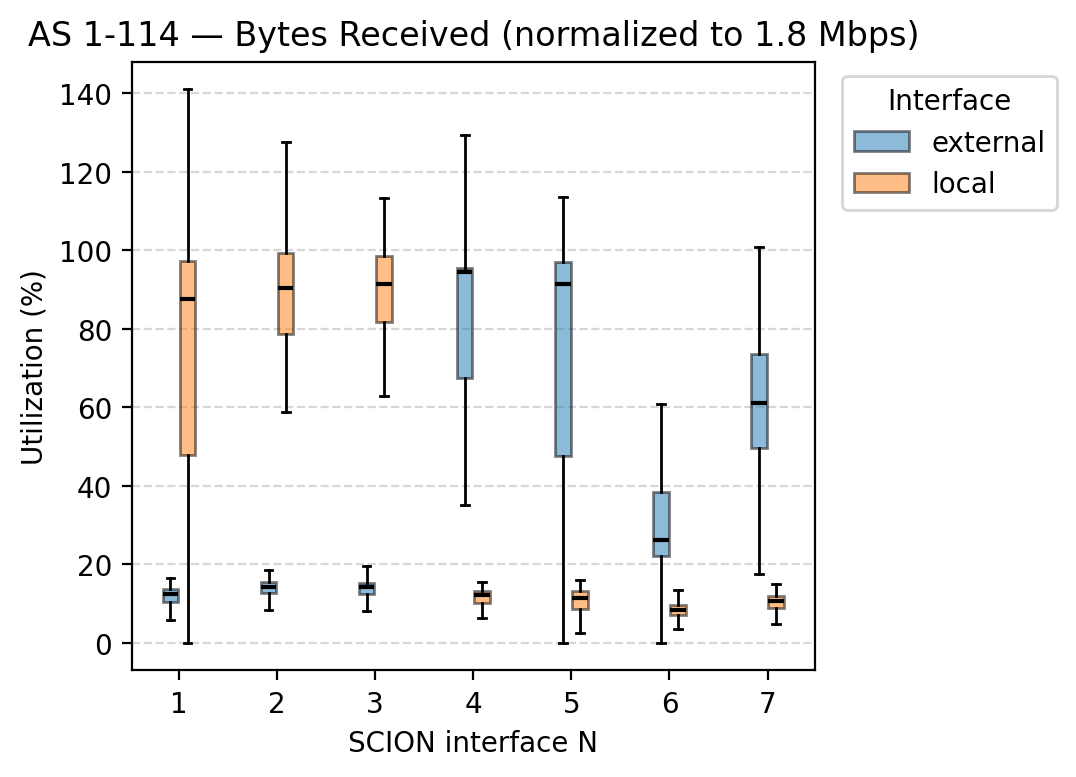 AS 1-114 — Bytes Received (normalized to 1.8 Mbps)
Interface
external
local
Utilization (%)
140
120
100
80
60
40
20
0
1 2 3 4 5 6 7
SCION interface N